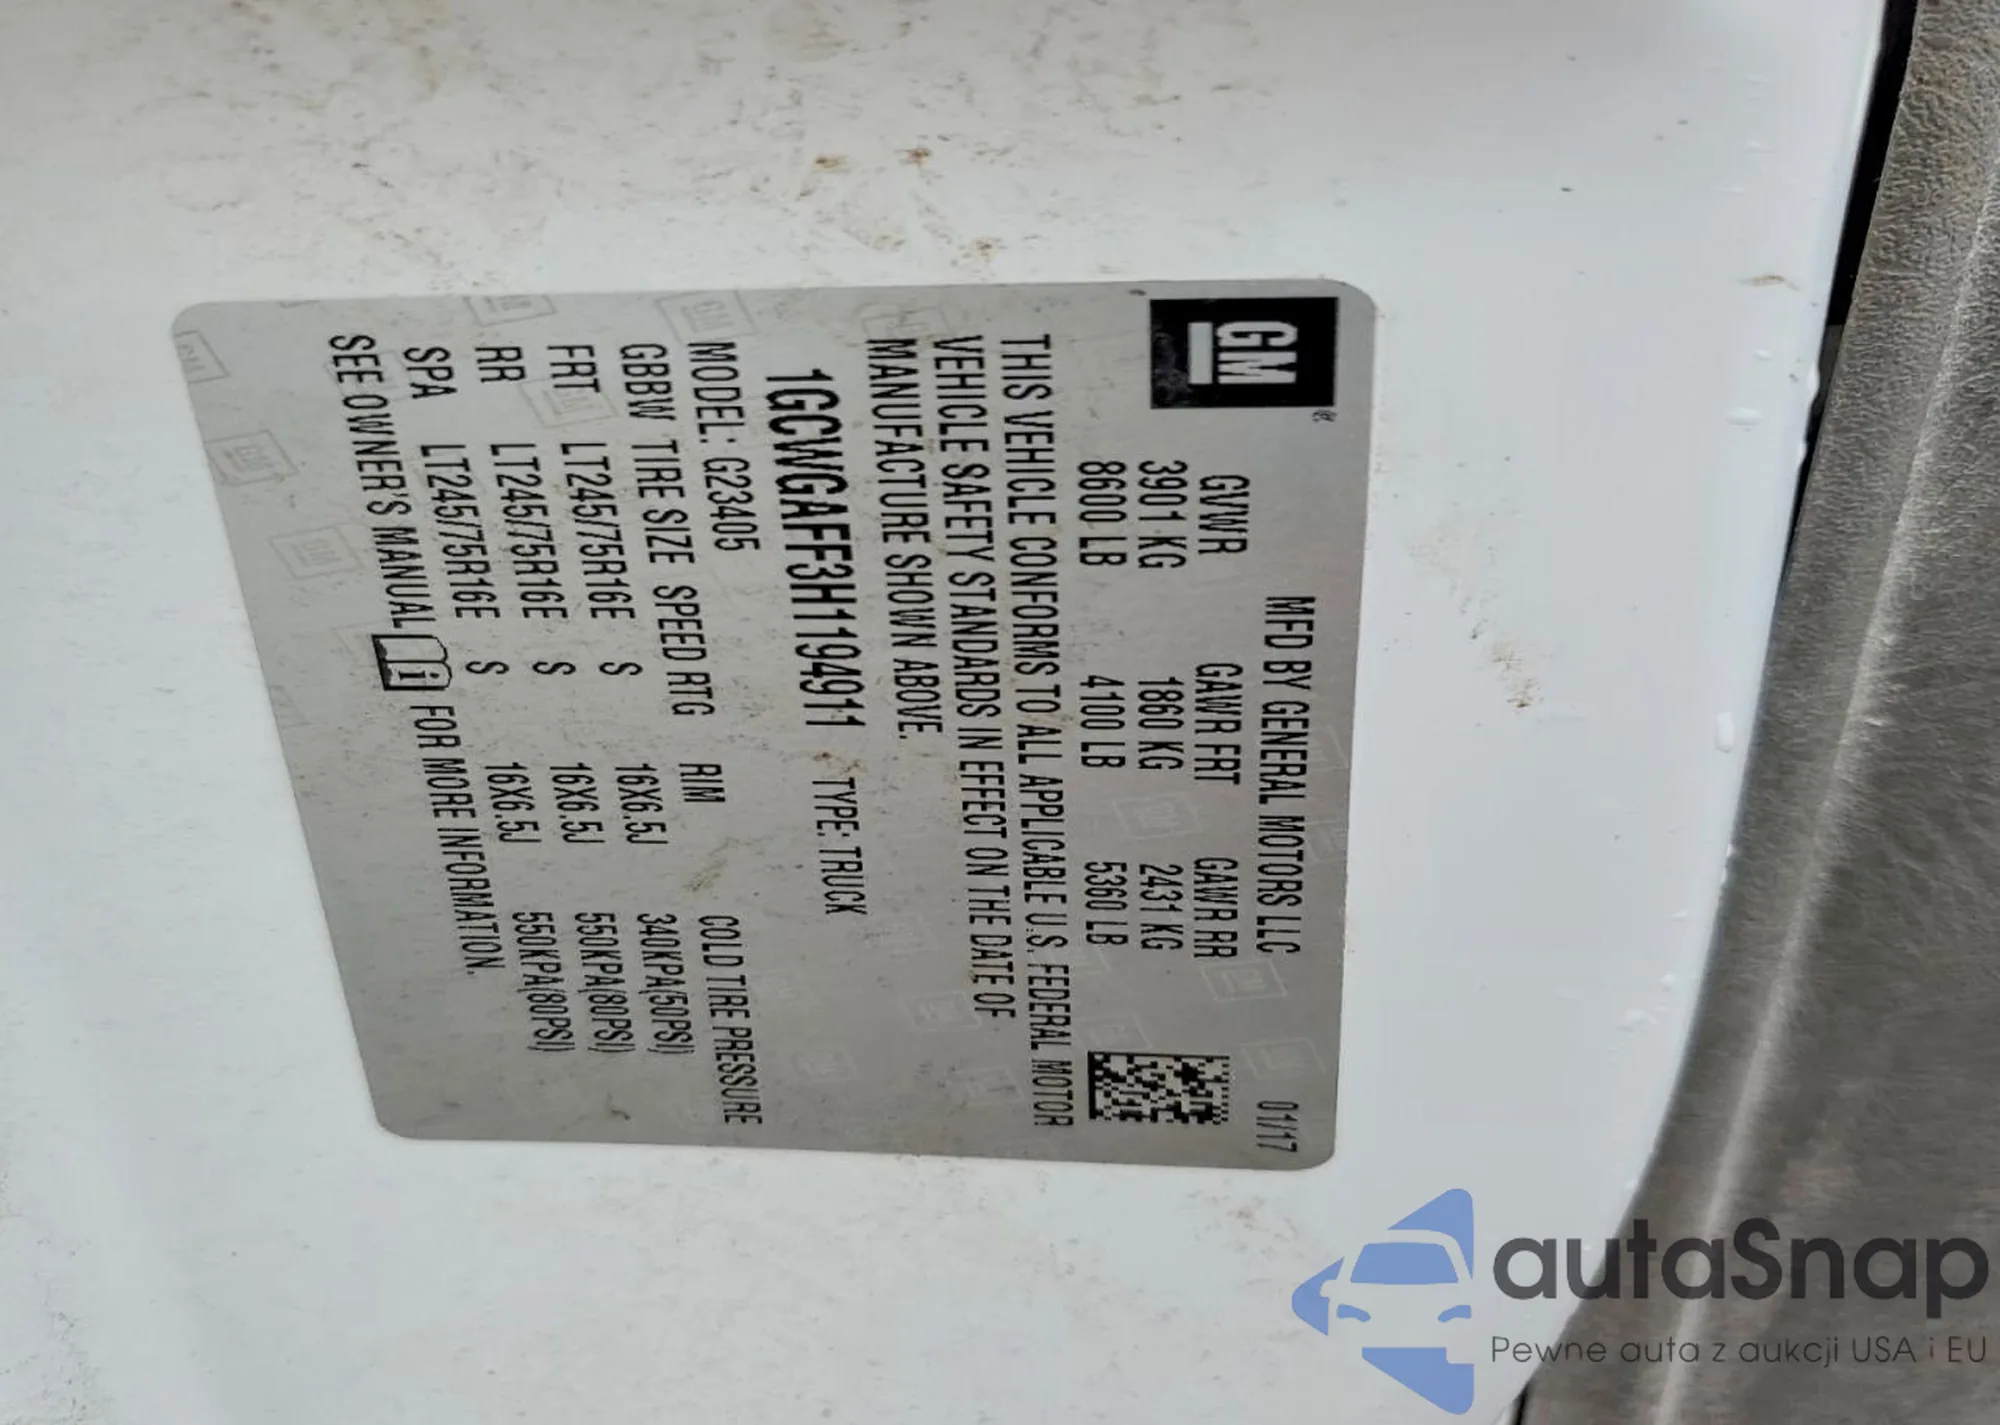 GM®
MFD BY GENERAL MOTORS LLC 01/17
GVWR GAWR FRT GAWR RR
3901 KG 1860 KG 2431 KG
8600 LB 4100 LB 5360 LB
THIS VEHICLE CONFORMS TO ALL APPLICABLE U.S. FEDERAL MOTOR
VEHICLE SAFETY STANDARDS IN EFFECT ON THE DATE OF
MANUFACTURE SHOWN ABOVE.
1GCWGAFF3H1194911 TYPE: TRUCK
MODEL: G23405
GBBW TIRE SIZE SPEED RTG RIM COLD TIRE PRESSURE
FRT LT245/75R16E S 16X6.5J 340KPA(50PSI)
RR LT245/75R16E S 16X6.5J 550KPA(80PSI)
SPA LT245/75R16E S 16X6.5J 550KPA(80PSI)
SEE OWNER'S MANUAL i FOR MORE INFORMATION.
autaSnap
Pewne auta z aukcji USA i EU